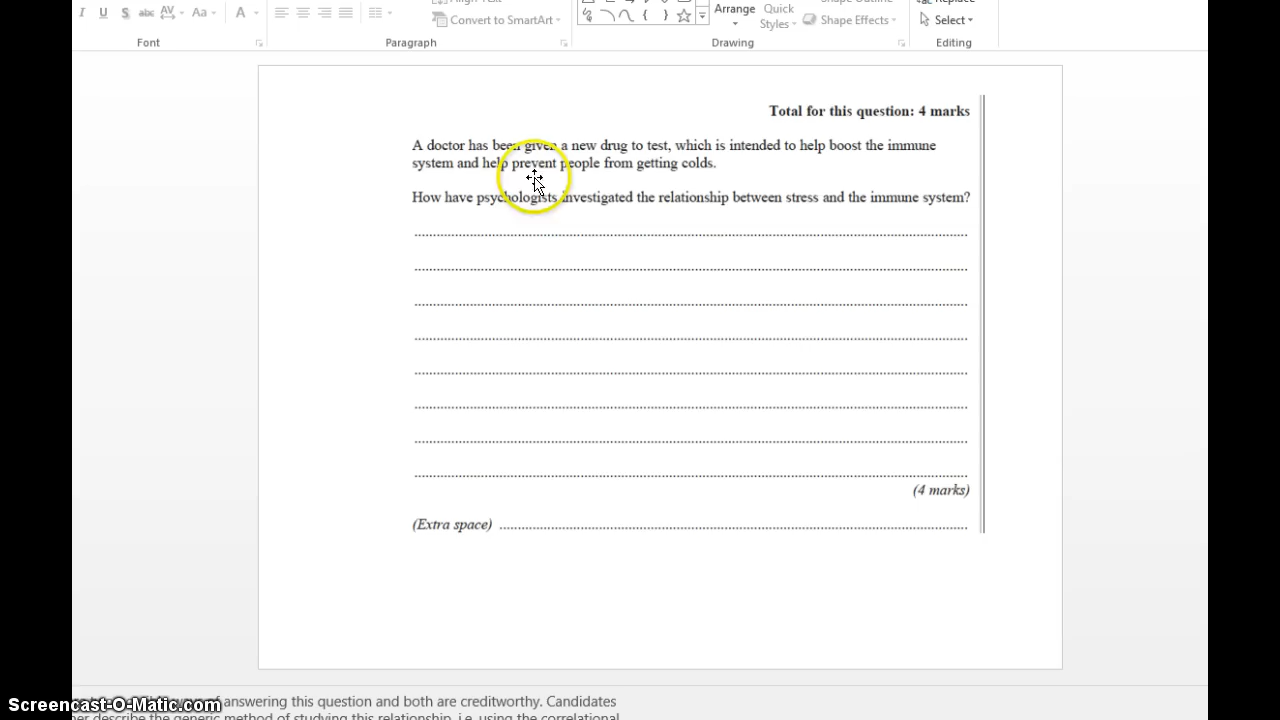 Replace
Convert to SmartArt
Arrange
Quick
Styles
Shape Effects
Select
Font
Paragraph
Drawing
Editing
Total for this question: 4 marks
A doctor has been given a new drug to test, which is intended to help boost the immune
system and help prevent people from getting colds.
How have psychologists investigated the relationship between stress and the immune system?
(4 marks)
(Extra space)
of answering this question and both are creditworthy. Candidates
Screencast-O-Matic.com
describe the generic method of studying this relationship, i.e. using the correlational